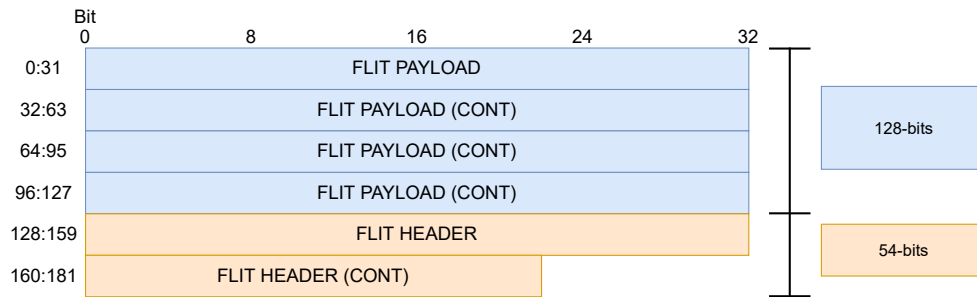 Bit
0 8 16 24 32
0:31 FLIT PAYLOAD
32:63 FLIT PAYLOAD (CONT)
64:95 FLIT PAYLOAD (CONT)
96:127 FLIT PAYLOAD (CONT)
128-bits
128:159 FLIT HEADER
160:181 FLIT HEADER (CONT)
54-bits